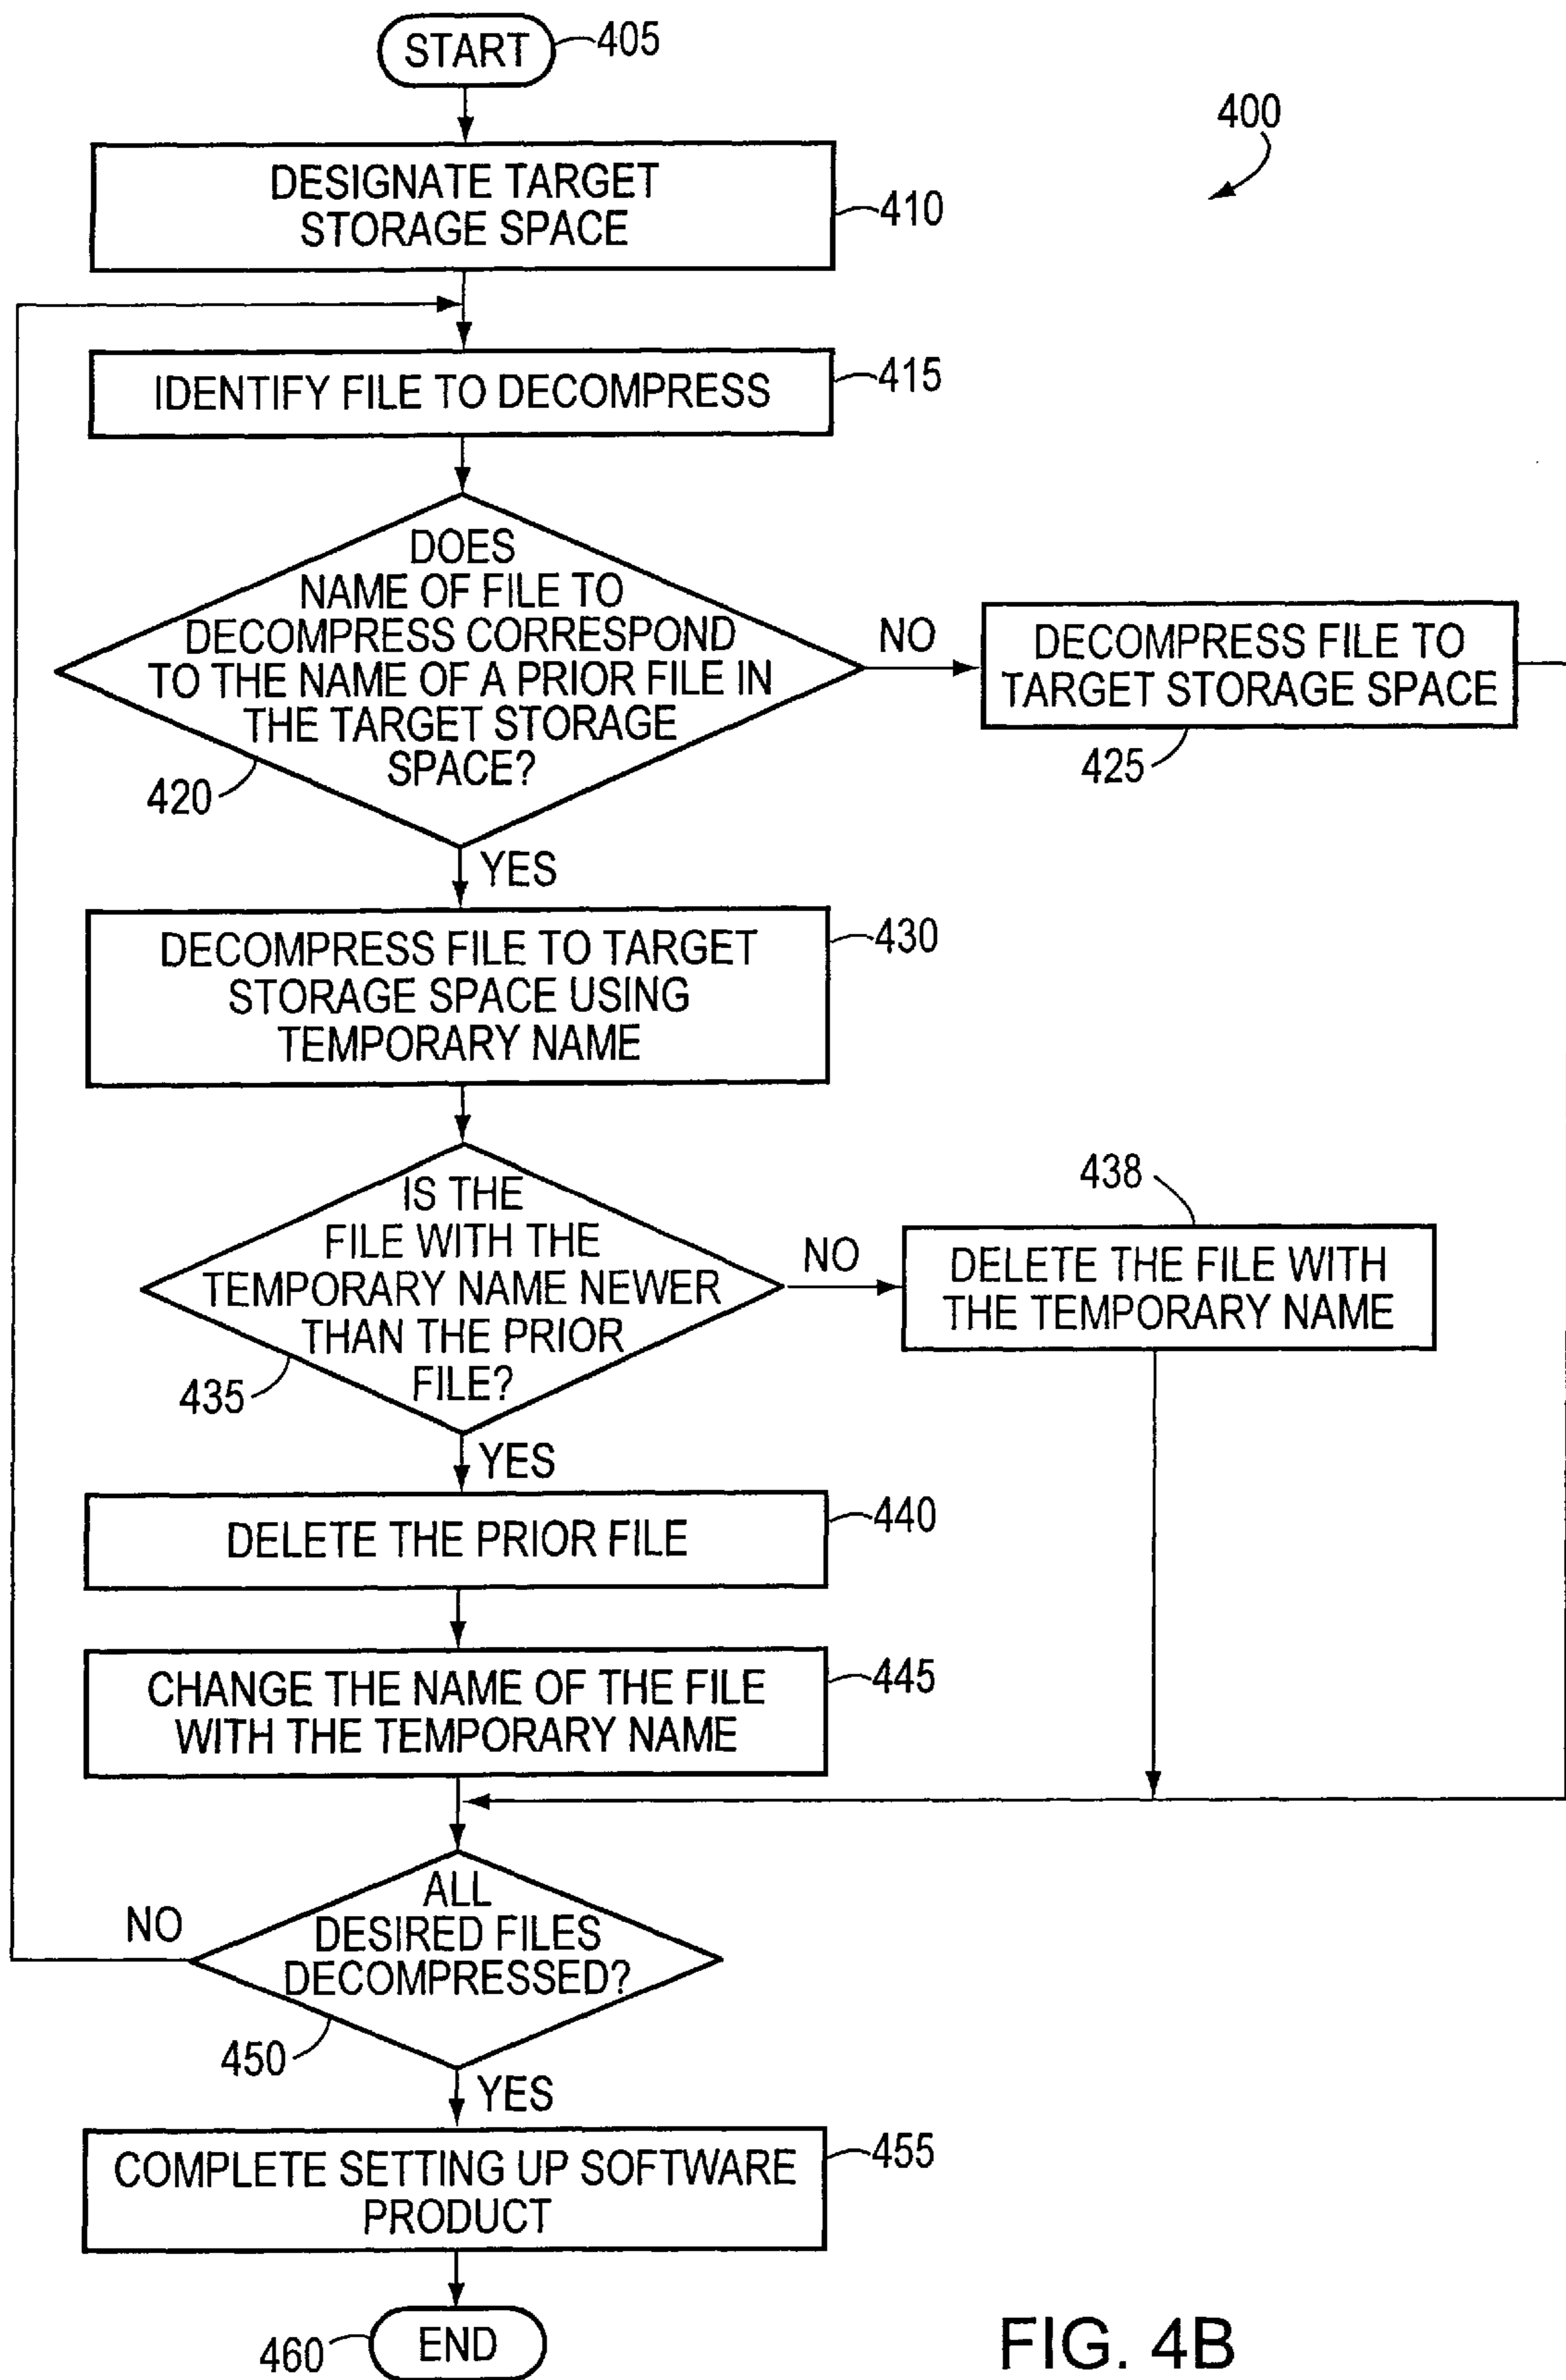 START
405
400
DESIGNATE TARGET
STORAGE SPACE
410
IDENTIFY FILE TO DECOMPRESS
415
DOES
NAME OF FILE TO
DECOMPRESS CORRESPOND
TO THE NAME OF A PRIOR FILE IN
THE TARGET STORAGE
SPACE?
420
NO
DECOMPRESS FILE TO
TARGET STORAGE SPACE
425
YES
DECOMPRESS FILE TO TARGET
STORAGE SPACE USING
TEMPORARY NAME
430
IS THE
FILE WITH THE
TEMPORARY NAME NEWER
THAN THE PRIOR
FILE?
435
NO
438
DELETE THE FILE WITH
THE TEMPORARY NAME
YES
DELETE THE PRIOR FILE
440
CHANGE THE NAME OF THE FILE
WITH THE TEMPORARY NAME
445
ALL
DESIRED FILES
DECOMPRESSED?
NO
450
YES
COMPLETE SETTING UP SOFTWARE
PRODUCT
455
END
460
FIG. 4B